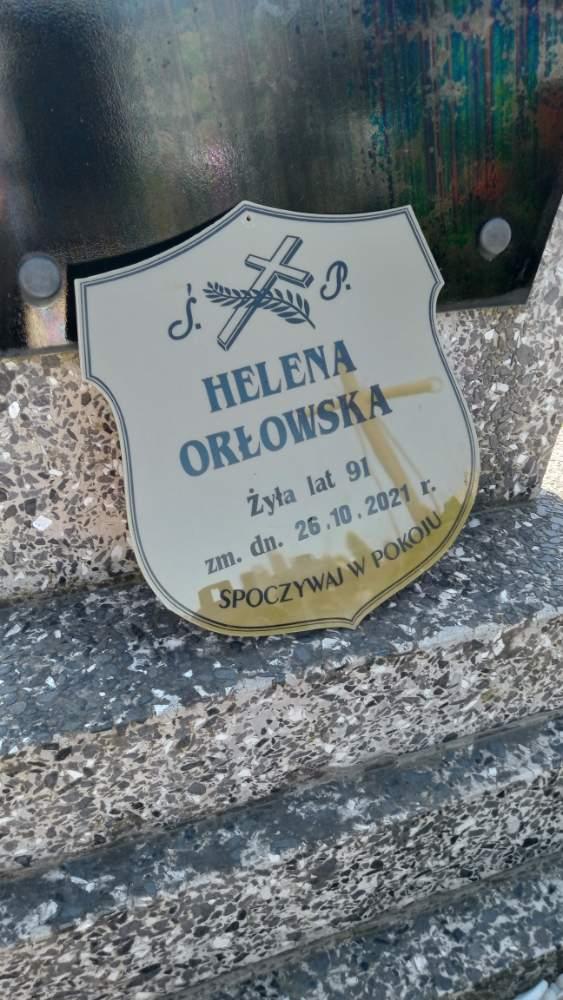 Ś. P.
HELENA
ORŁOWSKA
Żyła lat 91
zm. dn. 26.10.2021 r.
SPOCZYWAJ W POKOJU